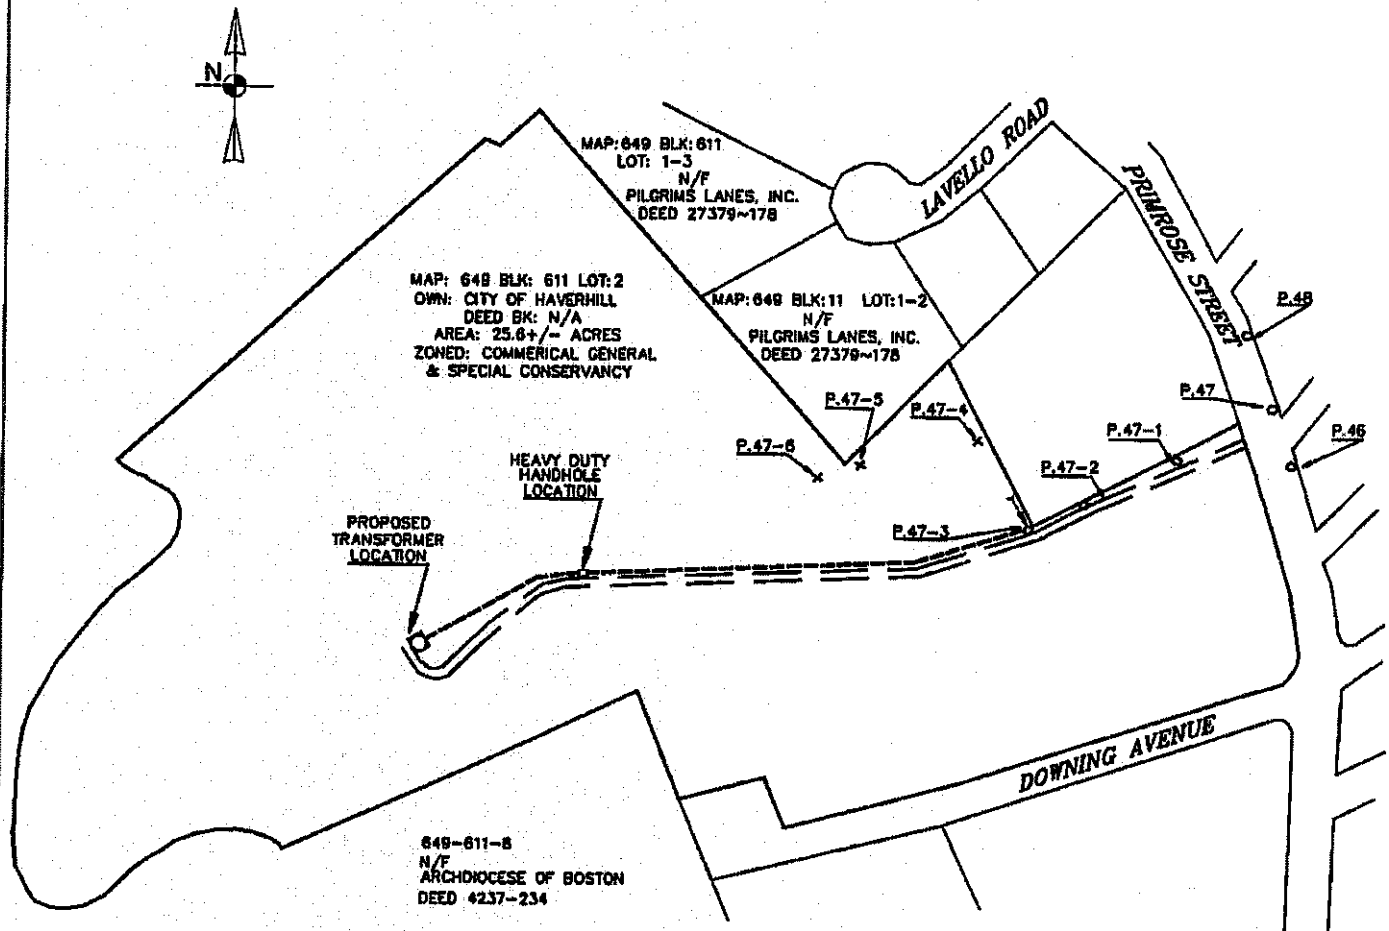 N
MAP: 649 BLK: 611
LOT: 1-3
N/F
PILGRIMS LANES, INC.
DEED 27379~178
LAVELLO ROAD
PRIMROSE STREET
MAP: 649 BLK: 611 LOT: 2
OWN: CITY OF HAVERHILL
DEED BK: N/A
AREA: 25.6+/- ACRES
ZONED: COMMERICAL GENERAL
& SPECIAL CONSERVANCY
MAP: 649 BLK: 11 LOT: 1-2
N/F
PILGRIMS LANES, INC.
DEED 27379~178
P.48
P.47
P.46
P.47-5
P.47-4
P.47-6
P.47-1
P.47-2
P.47-3
HEAVY DUTY
HANDHOLE
LOCATION
PROPOSED
TRANSFORMER
LOCATION
DOWNING AVENUE
649-611-8
N/F
ARCHDIOCESE OF BOSTON
DEED 4237-234